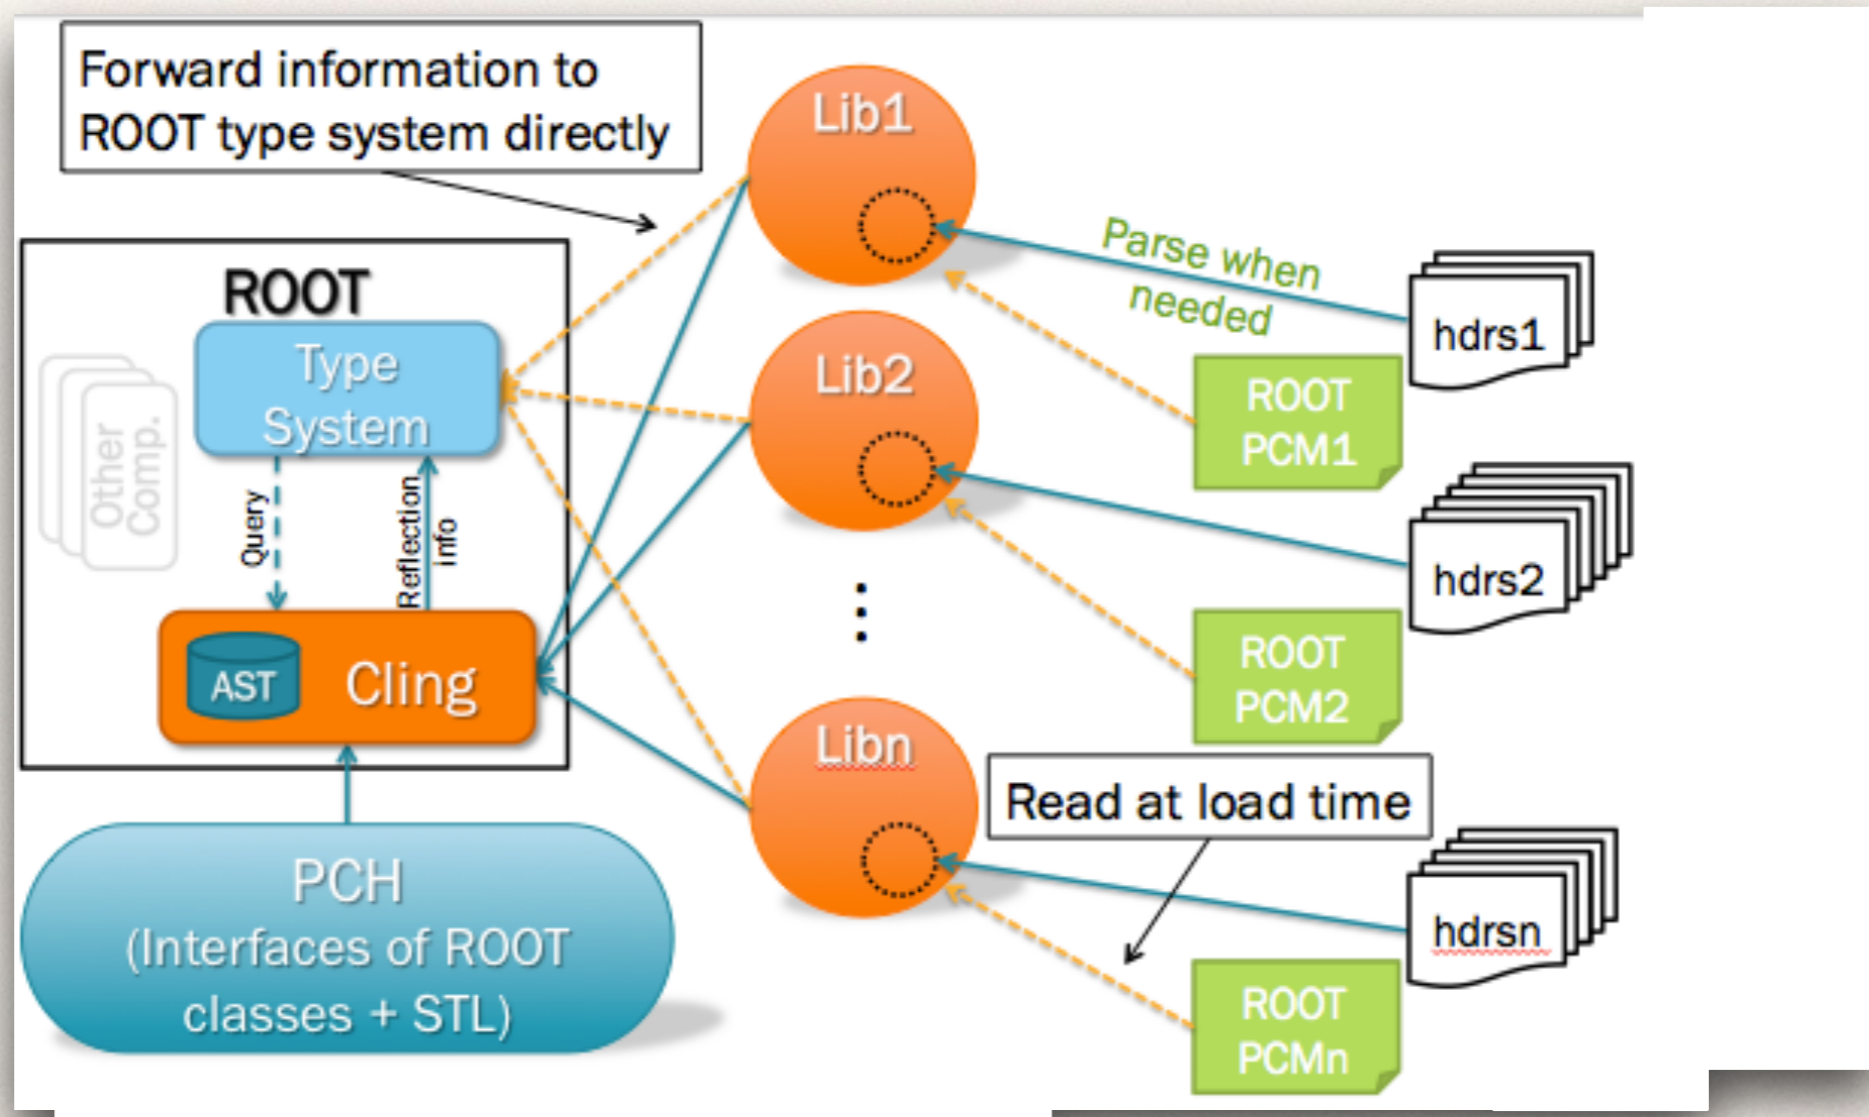 Forward information to
ROOT type system directly
ROOT
Type
System
Other
Comp.
Query
Reflection
info
AST
Cling
PCH
(Interfaces of ROOT
classes + STL)
Lib1
Lib2
Libn
Parse when
needed
hdrs1
ROOT
PCM1
hdrs2
ROOT
PCM2
Read at load time
hdrsn
ROOT
PCMn